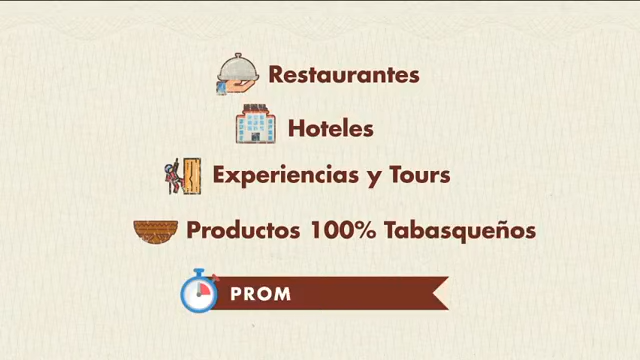 Restaurantes
Hoteles
Experiencias y Tours
Productos 100% Tabasqueños
PROM